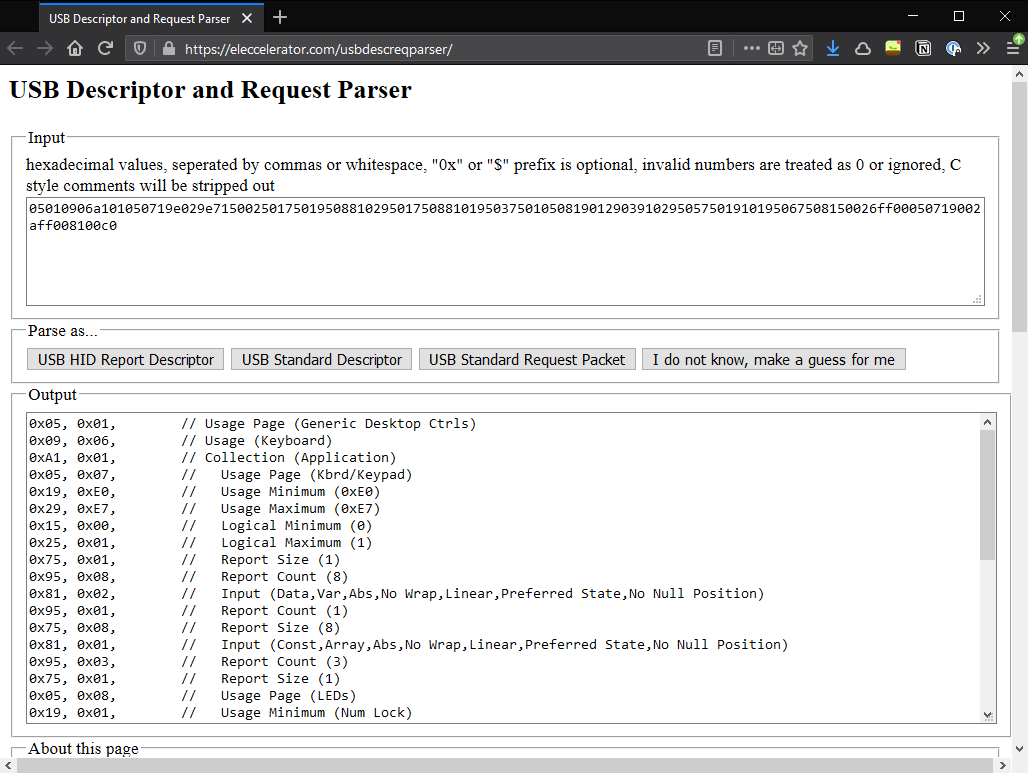 USB Descriptor and Request Parser
https://eleccelerator.com/usbdescreqparser/
USB Descriptor and Request Parser
Input
hexadecimal values, seperated by commas or whitespace, "0x" or "$" prefix is optional, invalid numbers are treated as 0 or ignored, C
style comments will be stripped out
05010906a101050719e029e71500250175019508810295017508810195037501050819012903910295057501910195067508150026ff00050719002
aff008100c0
Parse as...
USB HID Report Descriptor USB Standard Descriptor USB Standard Request Packet I do not know, make a guess for me
Output
0x05, 0x01, // Usage Page (Generic Desktop Ctrls)
0x09, 0x06, // Usage (Keyboard)
0xA1, 0x01, // Collection (Application)
0x05, 0x07, // Usage Page (Kbrd/Keypad)
0x19, 0xE0, // Usage Minimum (0xE0)
0x29, 0xE7, // Usage Maximum (0xE7)
0x15, 0x00, // Logical Minimum (0)
0x25, 0x01, // Logical Maximum (1)
0x75, 0x01, // Report Size (1)
0x95, 0x08, // Report Count (8)
0x81, 0x02, // Input (Data,Var,Abs,No Wrap,Linear,Preferred State,No Null Position)
0x95, 0x01, // Report Count (1)
0x75, 0x08, // Report Size (8)
0x81, 0x01, // Input (Const,Array,Abs,No Wrap,Linear,Preferred State,No Null Position)
0x95, 0x03, // Report Count (3)
0x75, 0x01, // Report Size (1)
0x05, 0x08, // Usage Page (LEDs)
0x19, 0x01, // Usage Minimum (Num Lock)
About this page